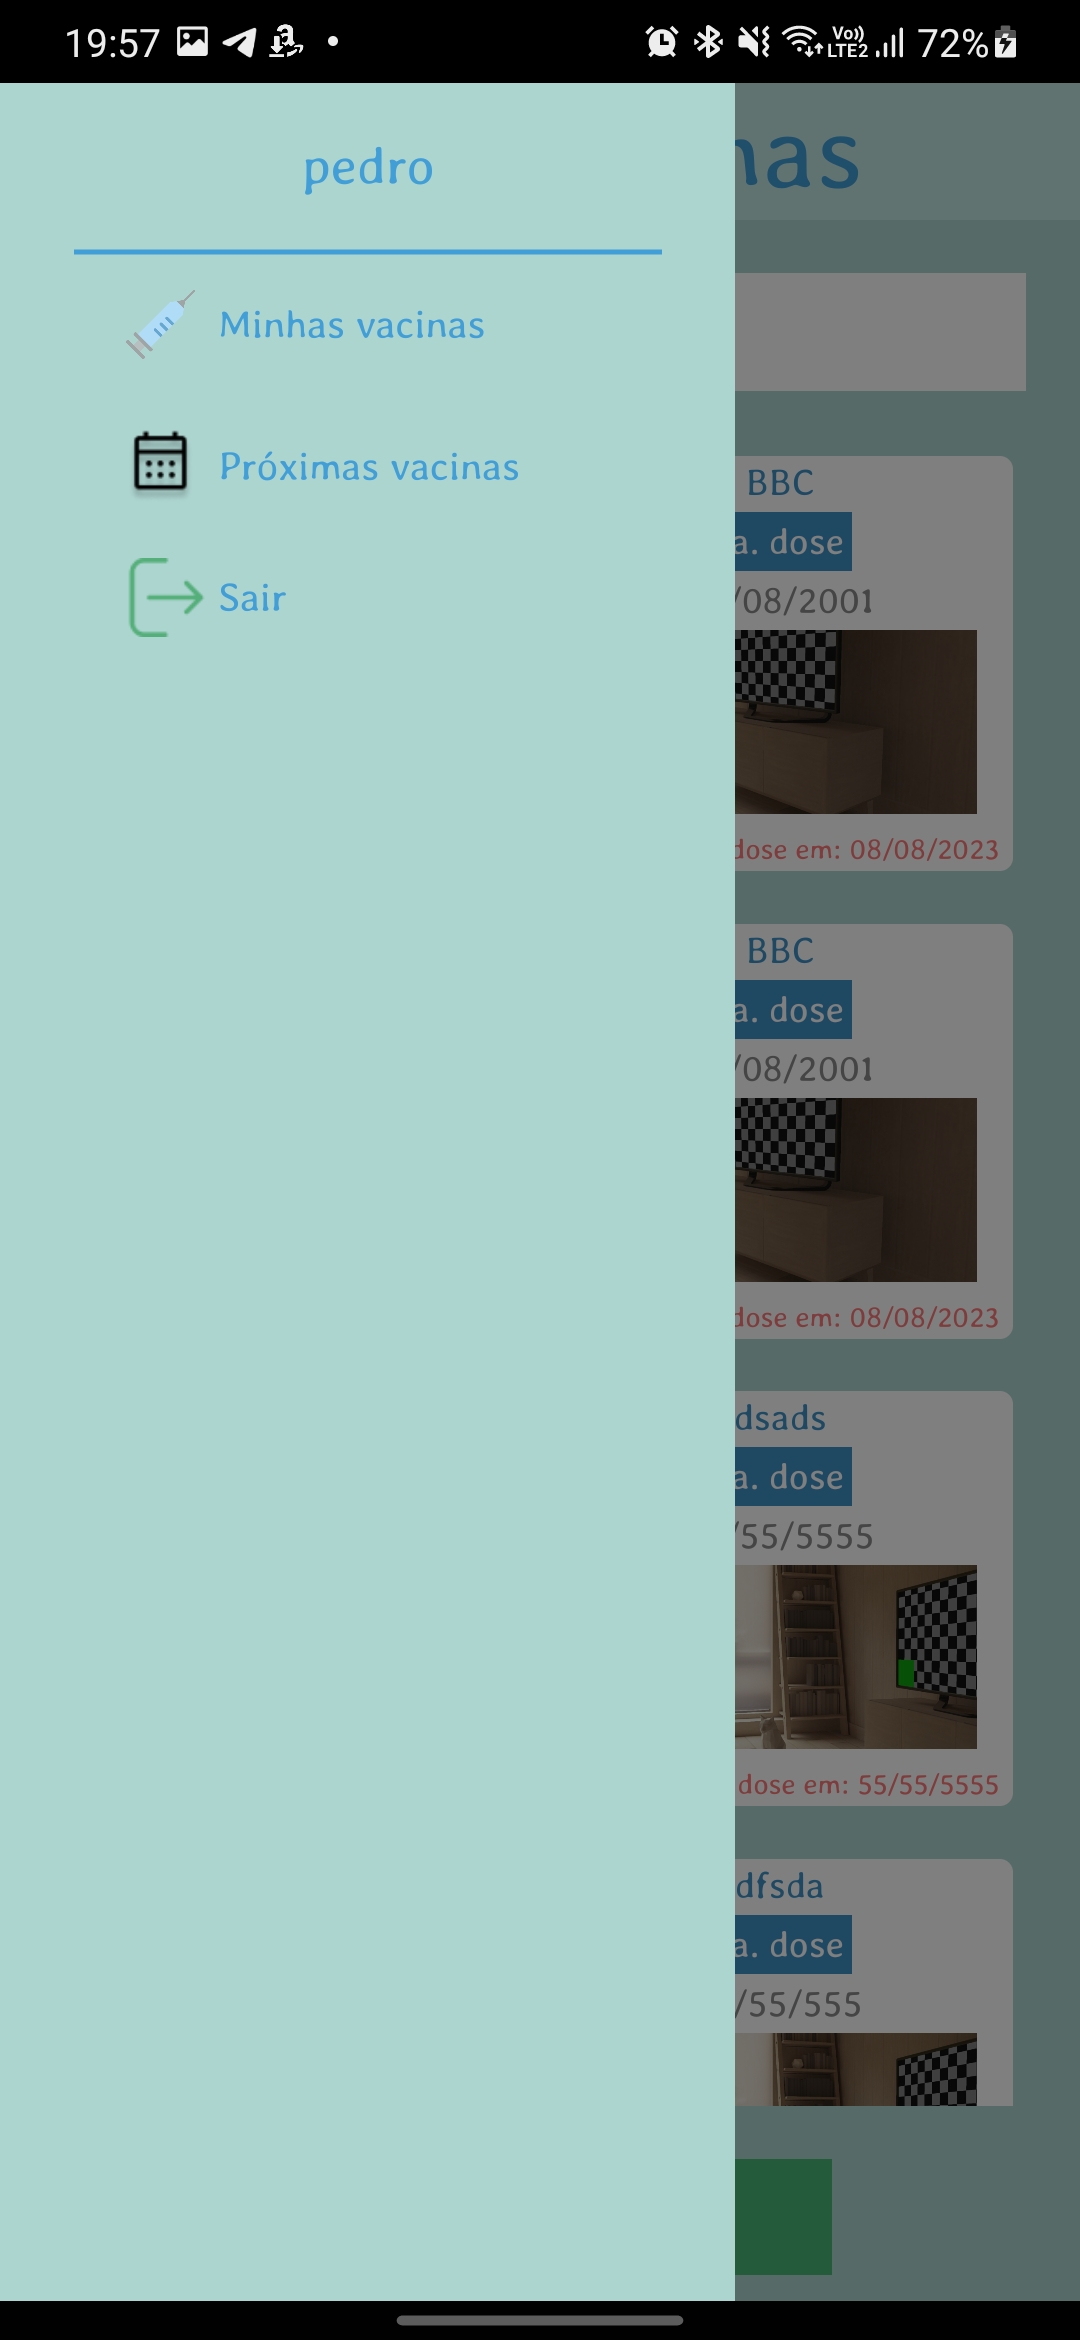 19:57
Vo)) LTE2 72%
nas
pedro
Minhas vacinas
Próximas vacinas
Sair
BBC
a. dose
/08/2001
dose em: 08/08/2023
BBC
a. dose
/08/2001
dose em: 08/08/2023
dsads
a. dose
/55/5555
dose em: 55/55/5555
dfsda
a. dose
/55/555